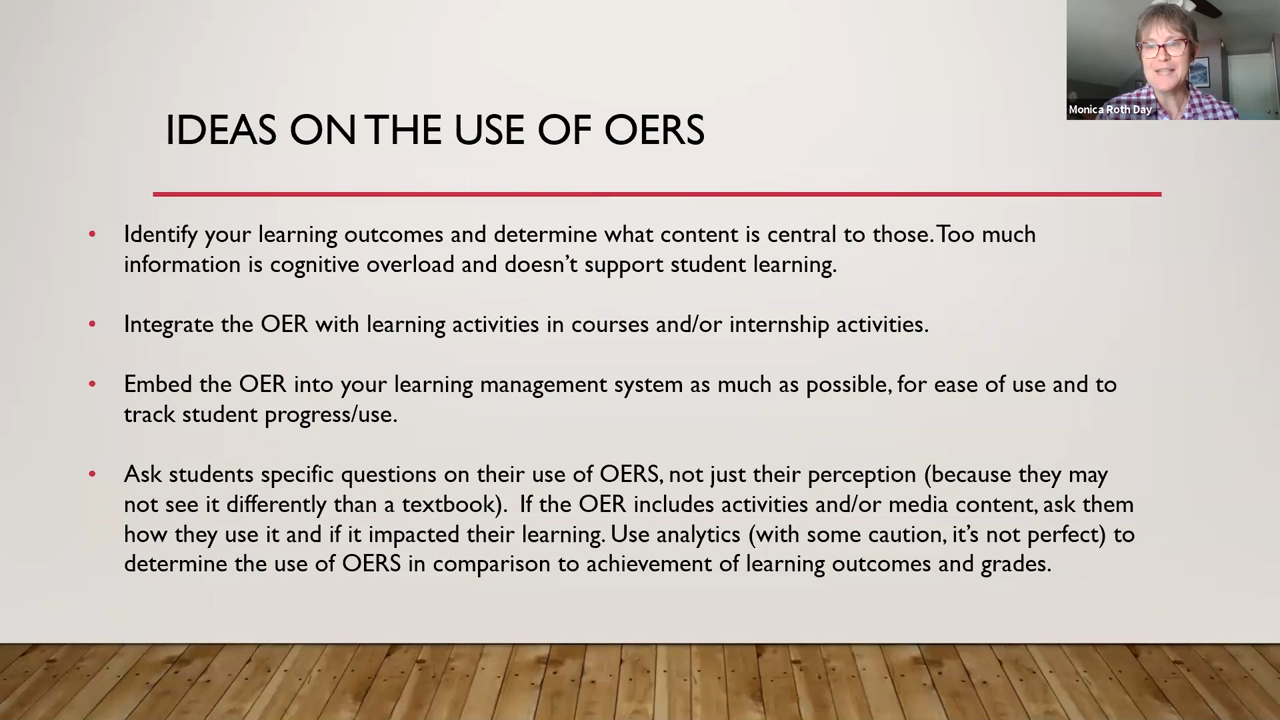 Monica Roth Day
IDEAS ON THE USE OF OERS
• Identify your learning outcomes and determine what content is central to those. Too much
information is cognitive overload and doesn't support student learning.
• Integrate the OER with learning activities in courses and/or internship activities.
• Embed the OER into your learning management system as much as possible, for ease of use and to
track student progress/use.
• Ask students specific questions on their use of OERS, not just their perception (because they may
not see it differently than a textbook).  If the OER includes activities and/or media content, ask them
how they use it and if it impacted their learning. Use analytics (with some caution, it's not perfect) to
determine the use of OERS in comparison to achievement of learning outcomes and grades.